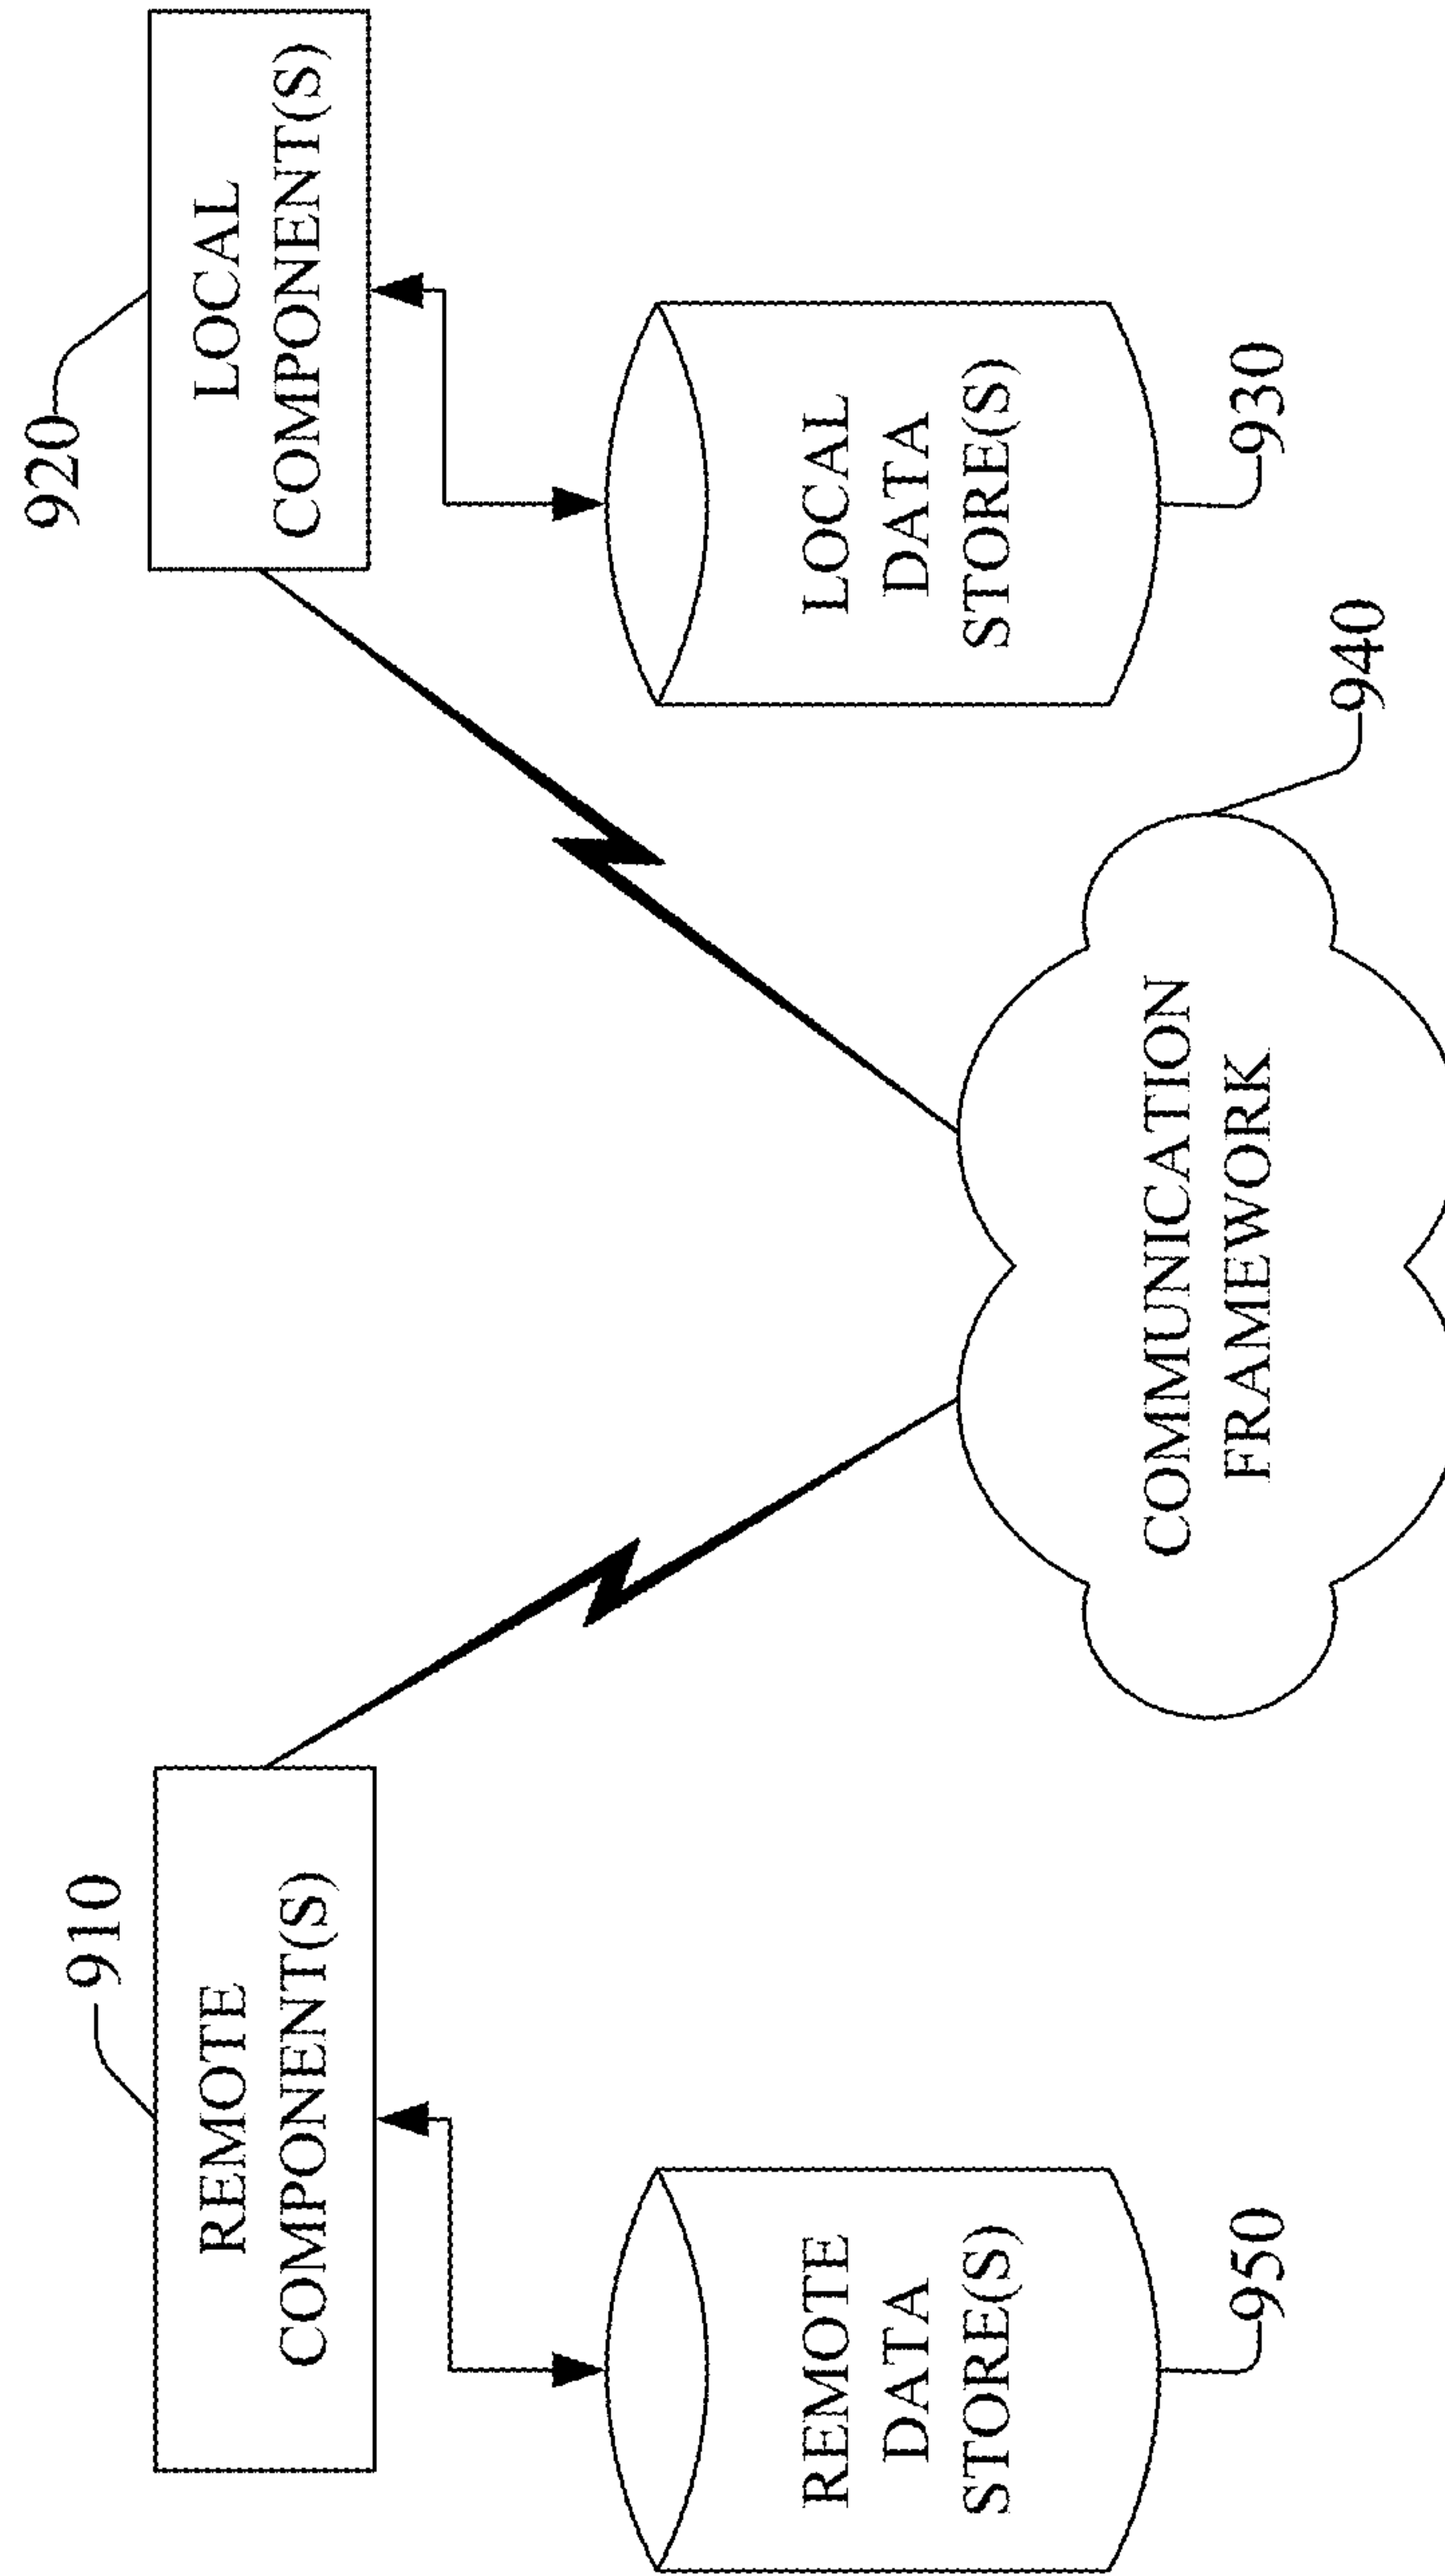 910
REMOTE
COMPONENT(S)
920
LOCAL
COMPONENT(S)
REMOTE
DATA
STORE(S)
950
LOCAL
DATA
STORE(S)
930
COMMUNICATION
FRAMEWORK
940